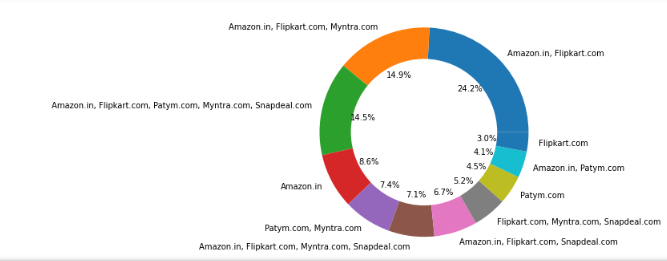 Amazon.in, Flipkart.com, Myntra.com
Amazon.in, Flipkart.com
14.9%
24.2%
Amazon.in, Flipkart.com, Patym.com, Myntra.com, Snapdeal.com
14.5%
3.0%
Flipkart.com
4.1%
8.6%
4.5%
Amazon.in, Patym.com
Amazon.in
7.4%
5.2%
7.1%
6.7%
Patym.com
Patym.com, Myntra.com
Flipkart.com, Myntra.com, Snapdeal.com
Amazon.in, Flipkart.com, Myntra.com, Snapdeal.com
Amazon.in, Flipkart.com, Snapdeal.com